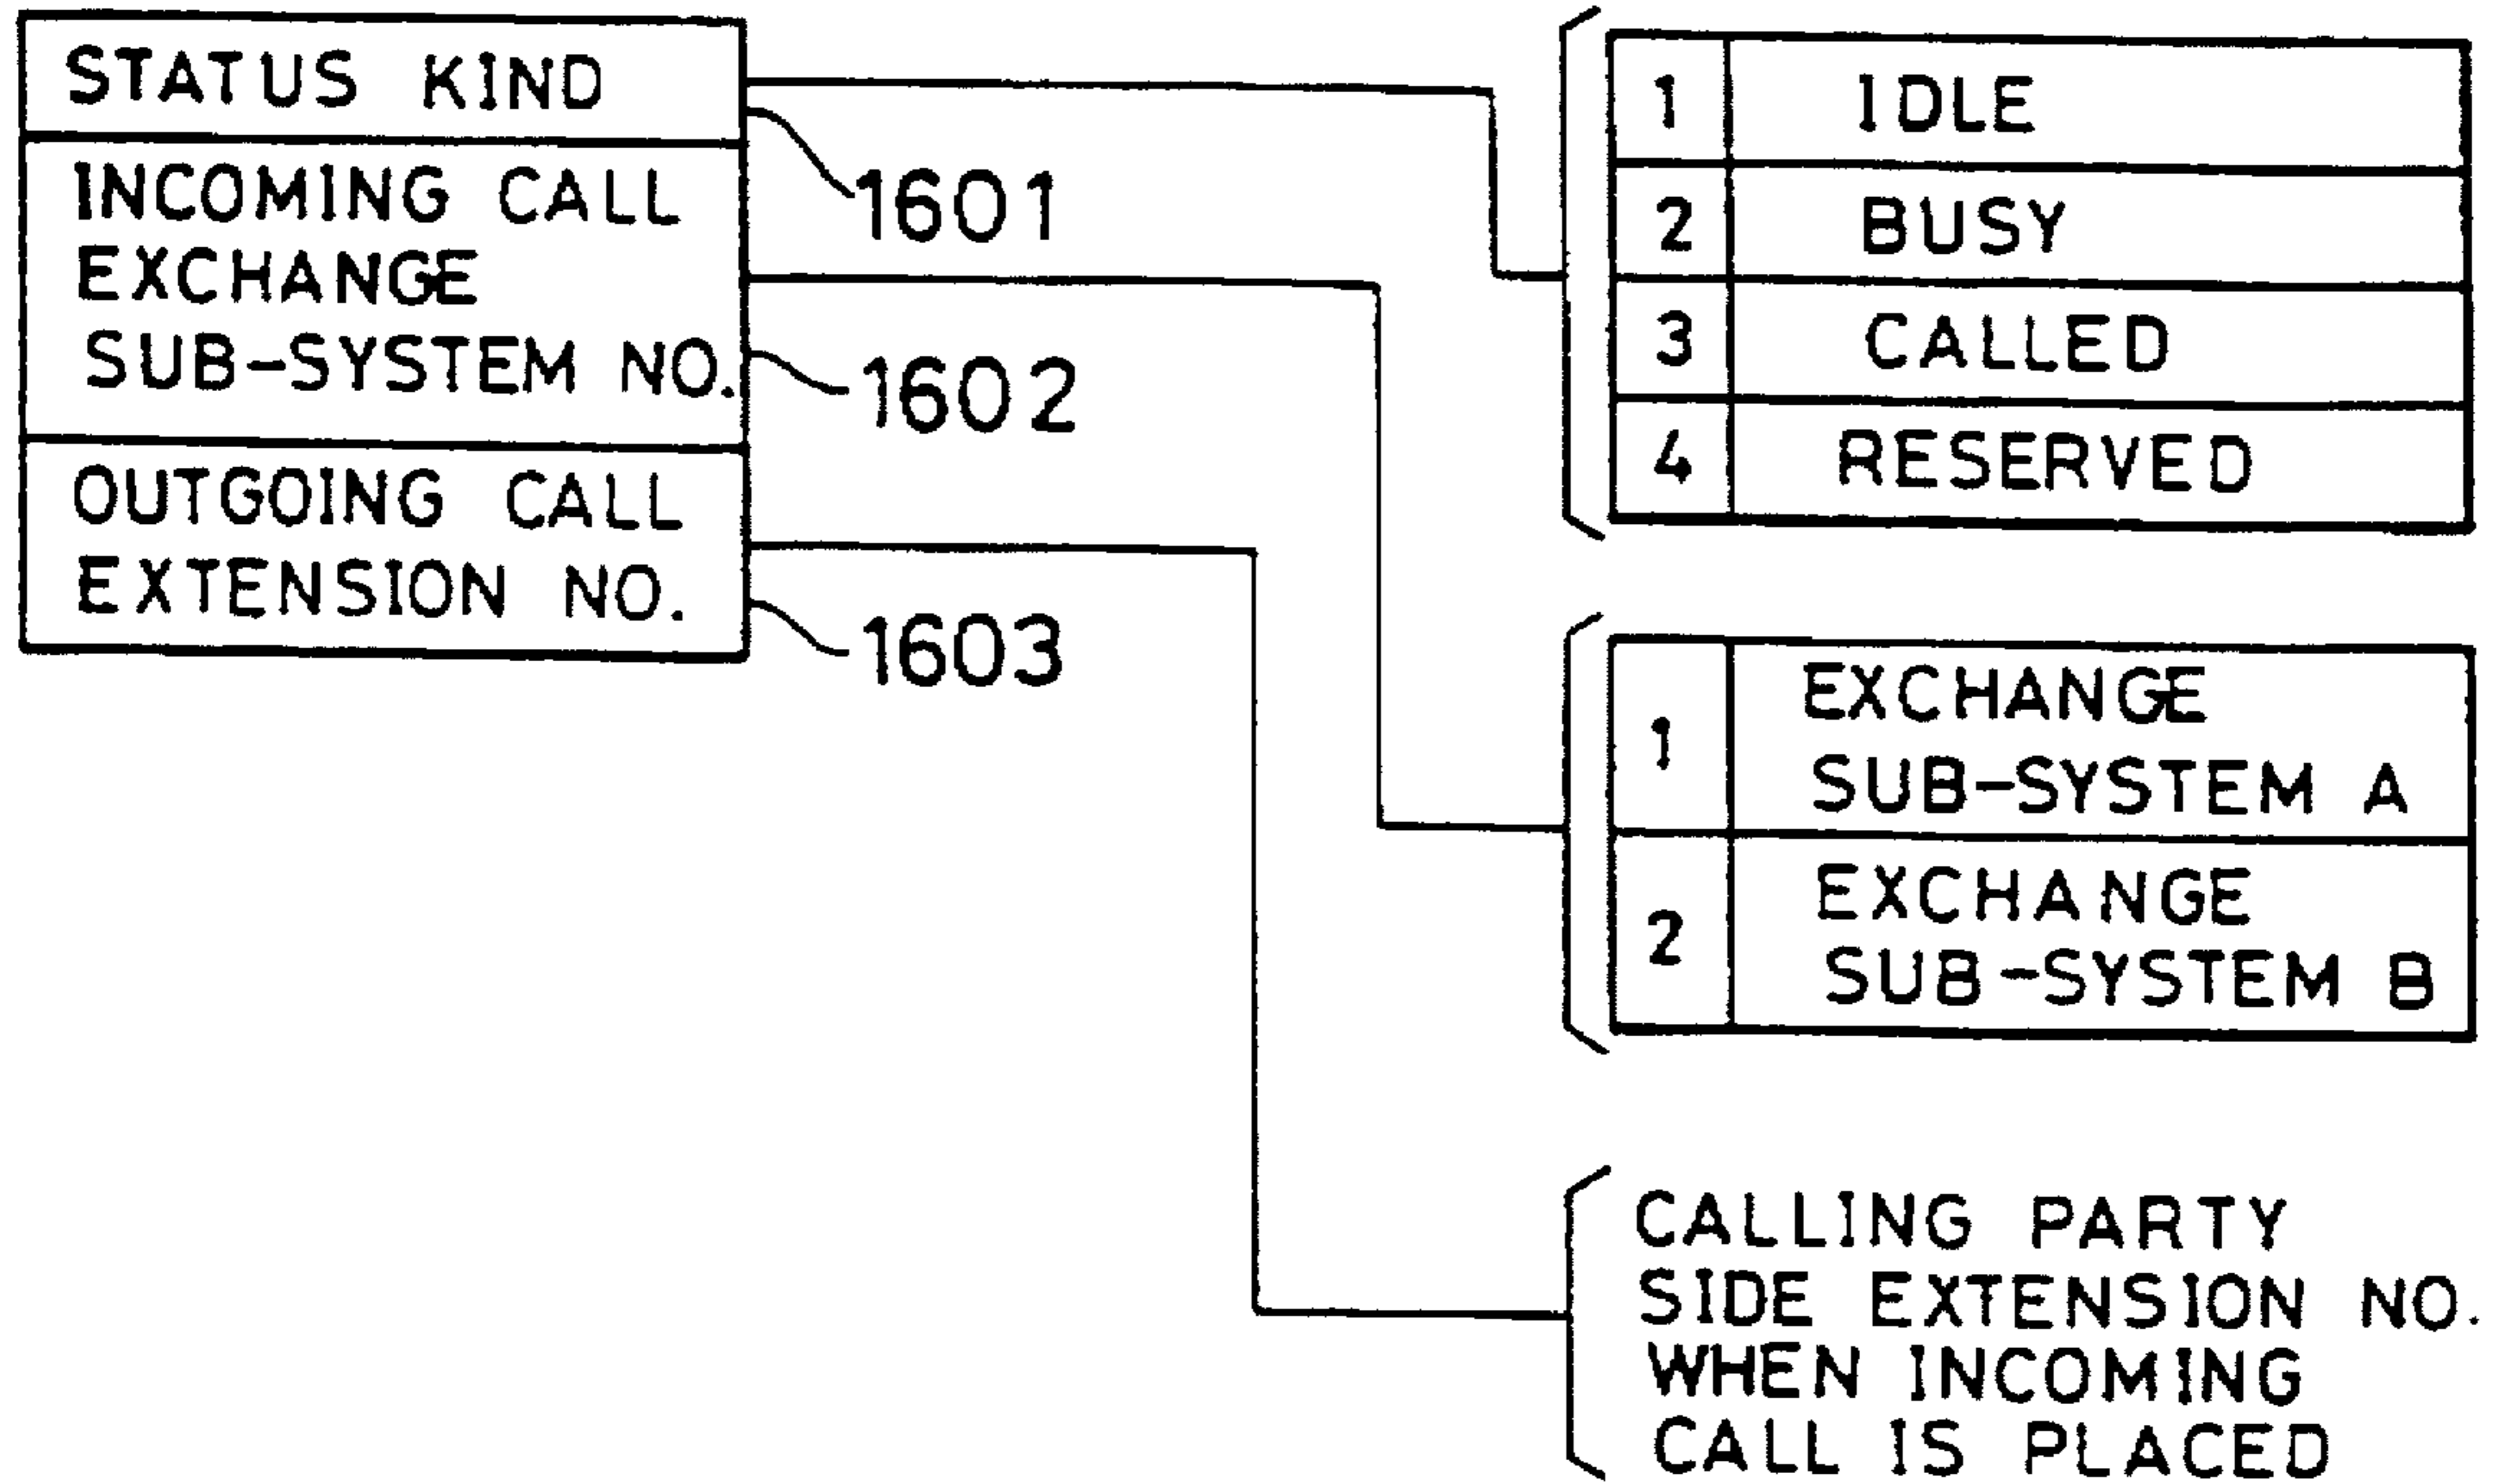 STATUS KIND
1601
INCOMING CALL
EXCHANGE
SUB-SYSTEM NO.
1602
OUTGOING CALL
EXTENSION NO.
1603
1 IDLE
2 BUSY
3 CALLED
4 RESERVED
1 EXCHANGE
SUB-SYSTEM A
2 EXCHANGE
SUB-SYSTEM B
CALLING PARTY
SIDE EXTENSION NO.
WHEN INCOMING
CALL IS PLACED